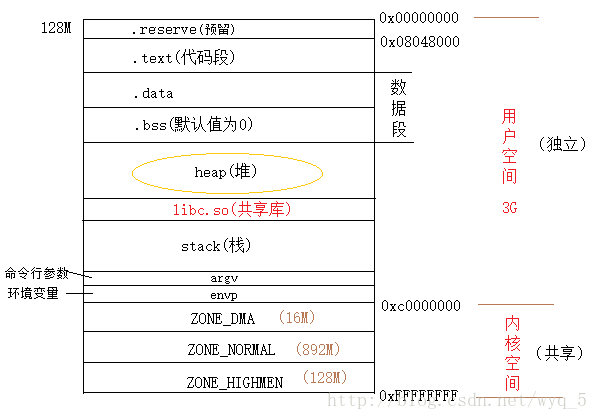 128M
.reserve(预留)
0x00000000
0x08048000
.text(代码段)
.data
.bss(默认值为0)
数据段
heap(堆)
libc.so(共享库)
stack(栈)
用户空间
3G
(独立)
命令行参数
argv
环境变量
envp
0xc0000000
ZONE_DMA (16M)
ZONE_NORMAL (892M)
ZONE_HIGHMEN (128M)
内核空间
(共享)
0xFFFFFFFF
http://blog.csdn.net/wyq_5